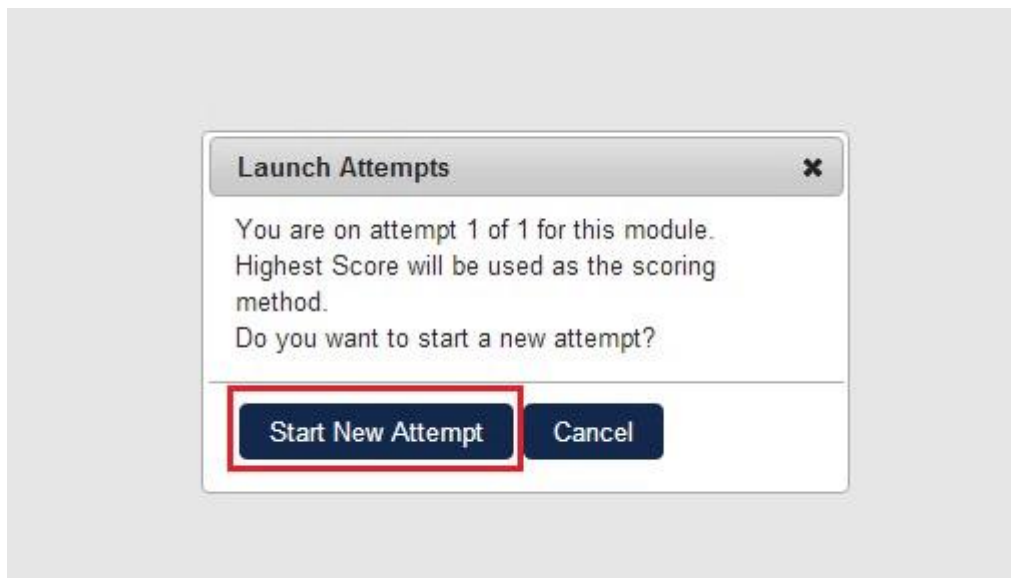 Launch Attempts
You are on attempt 1 of 1 for this module.
Highest Score will be used as the scoring
method.
Do you want to start a new attempt?
Start New Attempt
Cancel